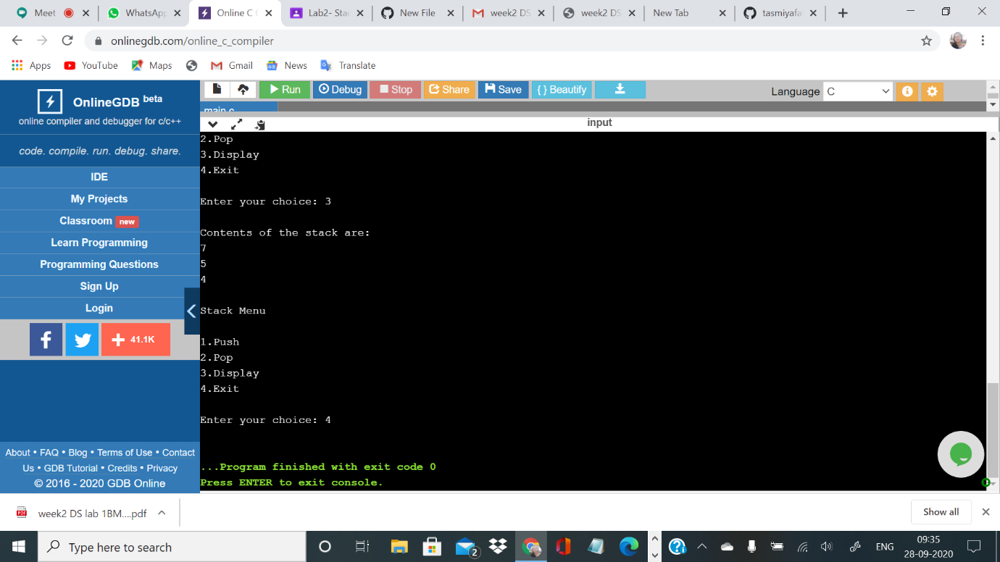 Meet
WhatsApp
Online C
Lab2- Stac
New File
week2 DS
week2 DS
New Tab
tasmiyafa
onlinegdb.com/online_c_compiler
Apps YouTube Maps Gmail News Translate
OnlineGDB beta
online compiler and debugger for c/c++
code. compile. run. debug. share.
IDE
My Projects
Classroom new
Learn Programming
Programming Questions
Sign Up
Login
f + 41.1K
About • FAQ • Blog • Terms of Use • Contact
Us • GDB Tutorial • Credits • Privacy
© 2016 - 2020 GDB Online
Run Debug Stop Share Save { } Beautify
Language C
main.c
input
2.Pop
3.Display
4.Exit
Enter your choice: 3
Contents of the stack are:
7
5
4
Stack Menu
1.Push
2.Pop
3.Display
4.Exit
Enter your choice: 4
...Program finished with exit code 0
Press ENTER to exit console.
PDF week2 DS lab 1BM....pdf
Show all
Type here to search
2
ENG
09:35
28-09-2020